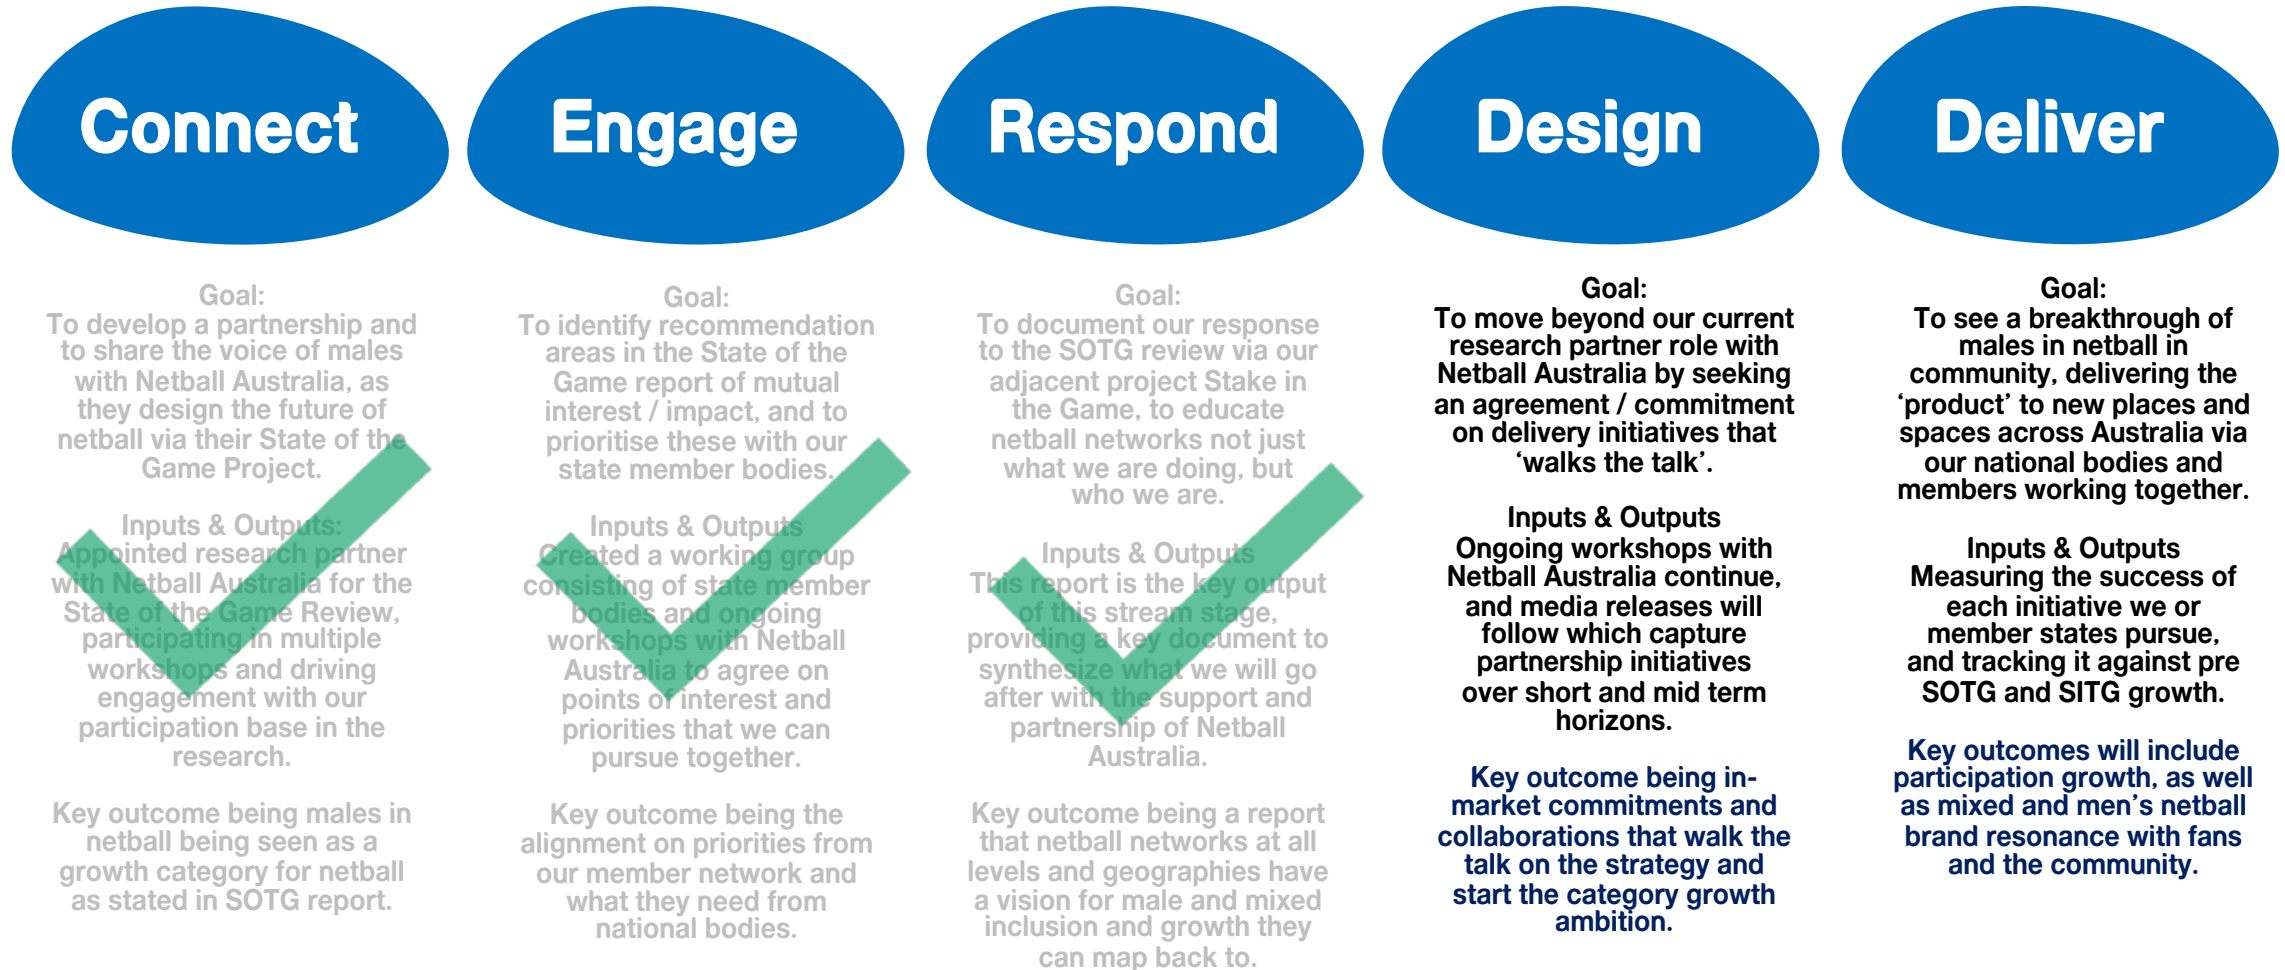 Connect
Goal:
To develop a partnership and
to share the voice of males
with Netball Australia, as
they design the future of
netball via their State of the
Game Project.
Inputs & Outputs:
Appointed research partner
with Netball Australia for the
State of the Game Review,
participating in multiple
workshops and driving
engagement with our
participation base in the
research.
Key outcome being males in
netball being seen as a
growth category for netball
as stated in SOTG report.
Engage
Goal:
To identify recommendation
areas in the State of the
Game report of mutual
interest / impact, and to
prioritise these with our
state member bodies.
Inputs & Outputs
Created a working group
consisting of state member
bodies and ongoing
workshops with Netball
Australia to agree on
points of interest and
priorities that we can
pursue together.
Key outcome being the
alignment on priorities from
our member network and
what they need from
national bodies.
Respond
Goal:
To document our response
to the SOTG review via our
adjacent project Stake in
the Game, to educate
netball networks not just
what we are doing, but
who we are.
Inputs & Outputs
This report is the key output
of this stream stage,
providing a key document to
synthesize what we will go
after with the support and
partnership of Netball
Australia.
Key outcome being a report
that netball networks at all
levels and geographies have
a vision for male and mixed
inclusion and growth they
can map back to.
Design
Goal:
To move beyond our current
research partner role with
Netball Australia by seeking
an agreement / commitment
on delivery initiatives that
‘walks the talk’.
Inputs & Outputs
Ongoing workshops with
Netball Australia continue,
and media releases will
follow which capture
partnership initiatives
over short and mid term
horizons.
Key outcome being in-
market commitments and
collaborations that walk the
talk on the strategy and
start the category growth
ambition.
Deliver
Goal:
To see a breakthrough of
males in netball in
community, delivering the
‘product’ to new places and
spaces across Australia via
our national bodies and
members working together.
Inputs & Outputs
Measuring the success of
each initiative we or
member states pursue,
and tracking it against pre
SOTG and SITG growth.
Key outcomes will include
participation growth, as well
as mixed and men’s netball
brand resonance with fans
and the community.